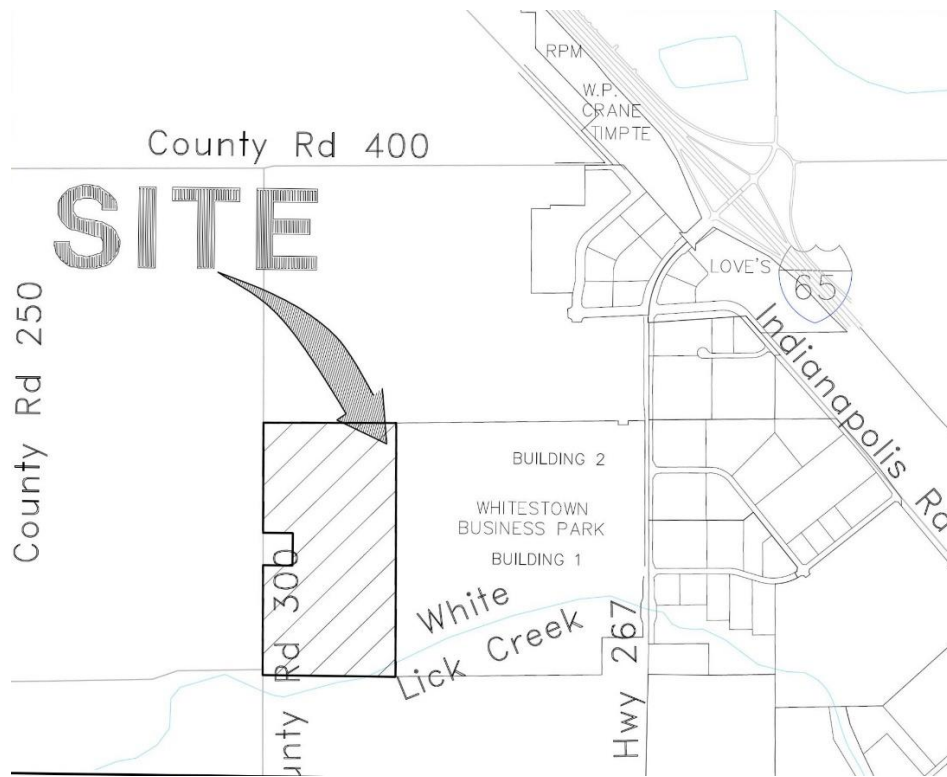 RPM
W.P.
CRANE
TIMPTE
County Rd 400
SITE
LOVE'S
65
County Rd 250
Indianapolis Rd
BUILDING 2
WHITESTOWN
BUSINESS PARK
BUILDING 1
County Rd 300
White
Lick Creek
Hwy 267